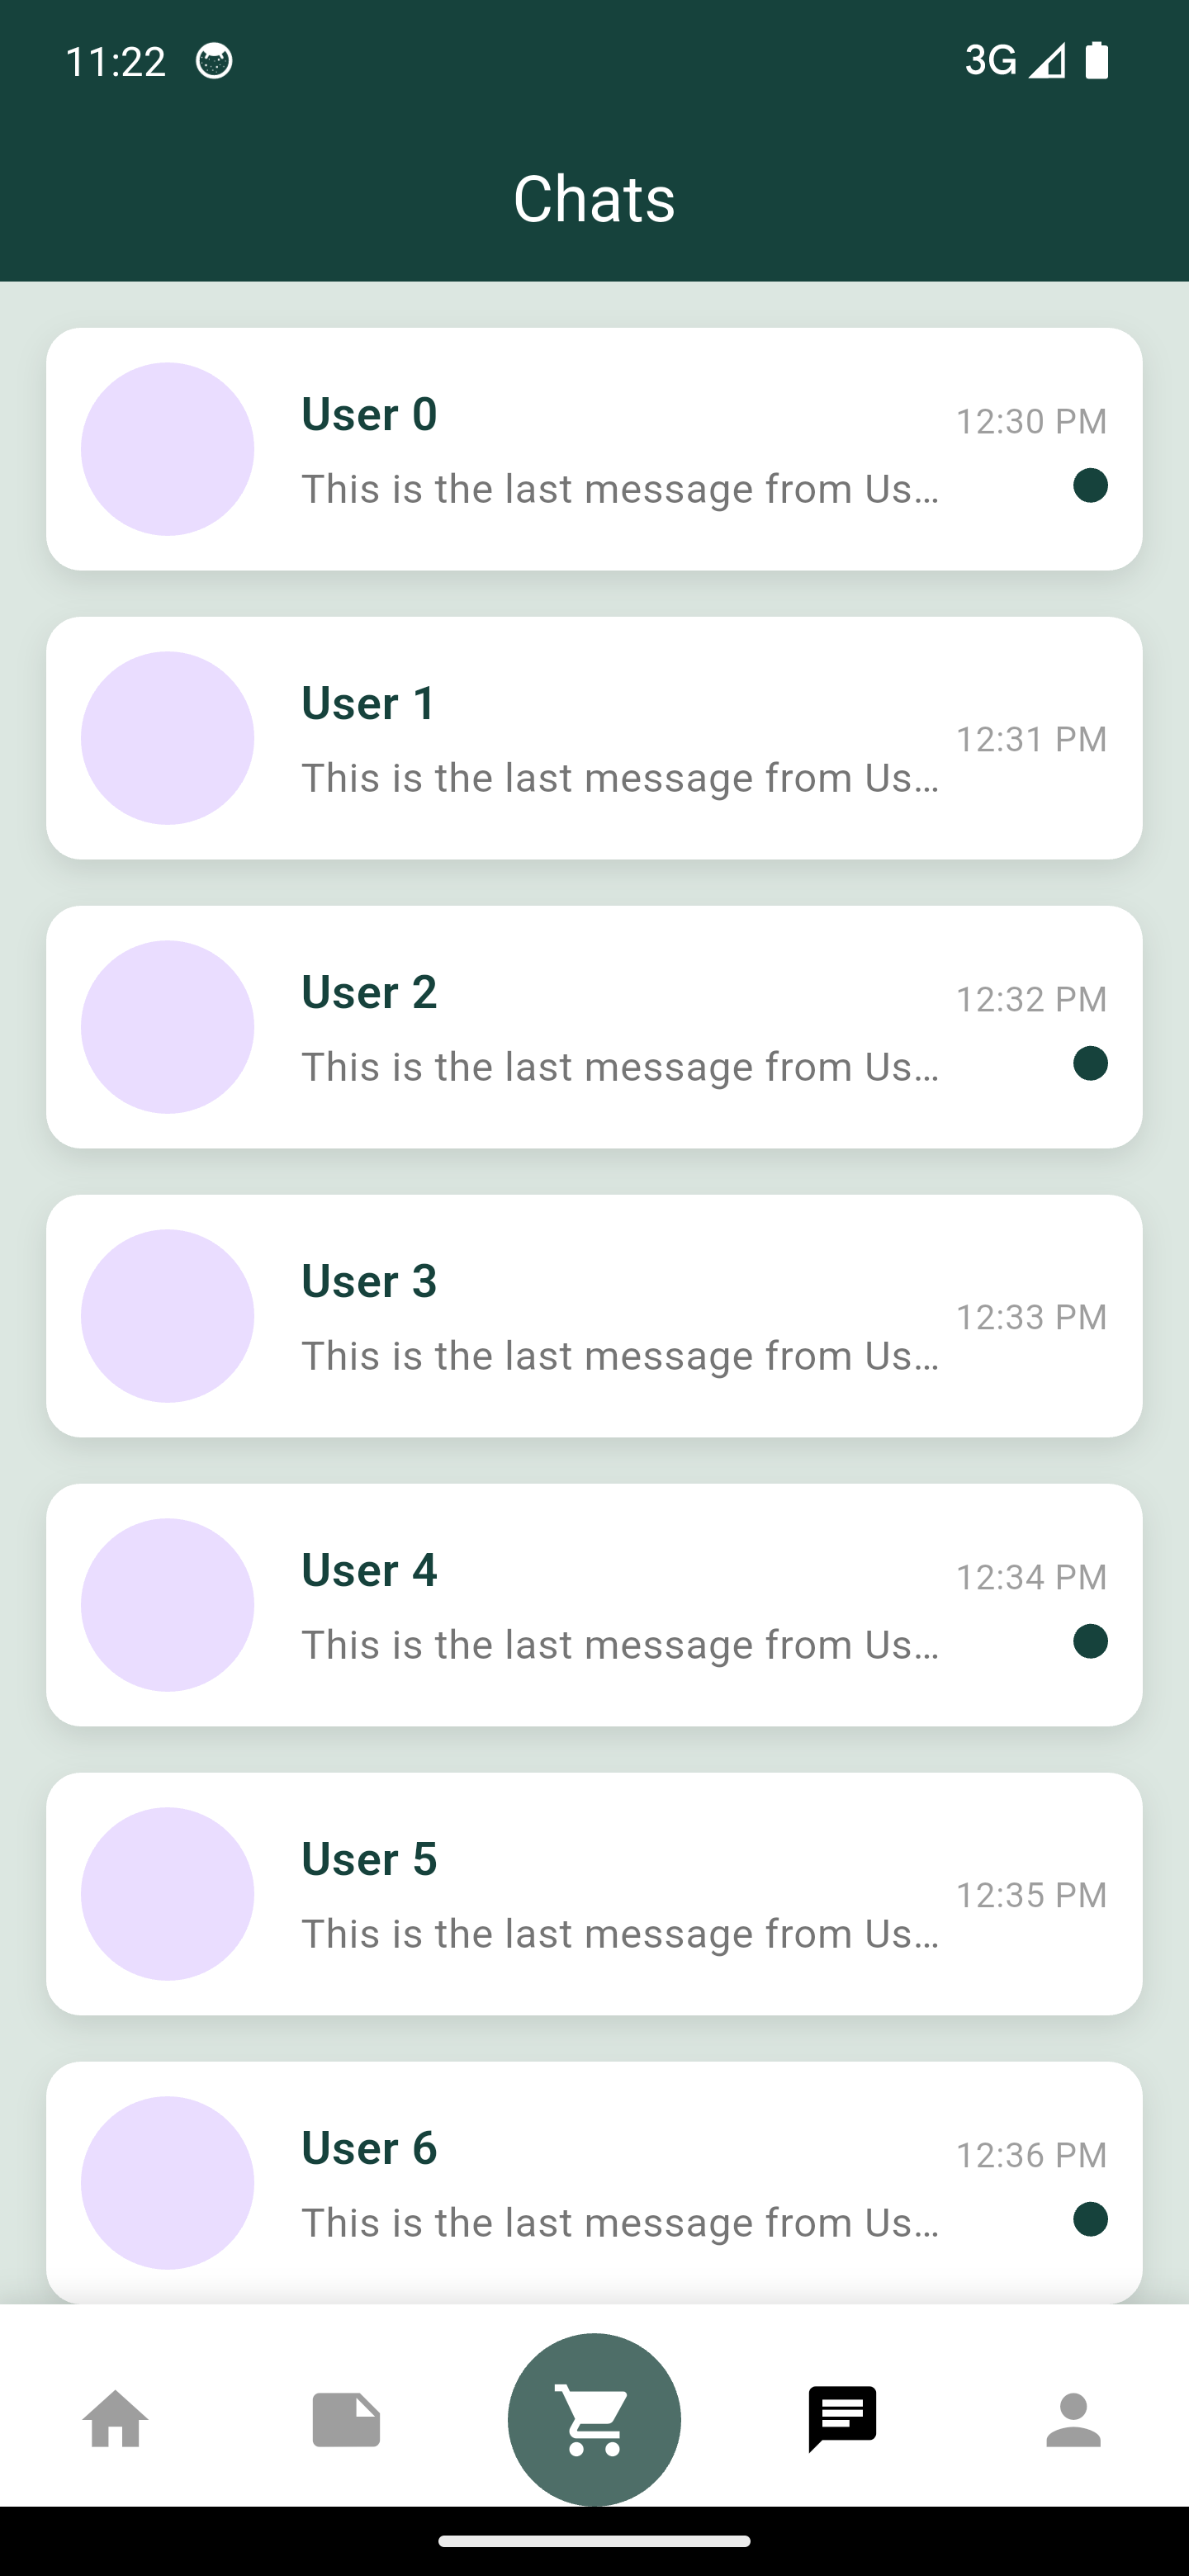 11:22
3G
Chats
User 0
12:30 PM
This is the last message from Us...
User 1
12:31 PM
This is the last message from Us...
User 2
12:32 PM
This is the last message from Us...
User 3
12:33 PM
This is the last message from Us...
User 4
12:34 PM
This is the last message from Us...
User 5
12:35 PM
This is the last message from Us...
User 6
12:36 PM
This is the last message from Us...